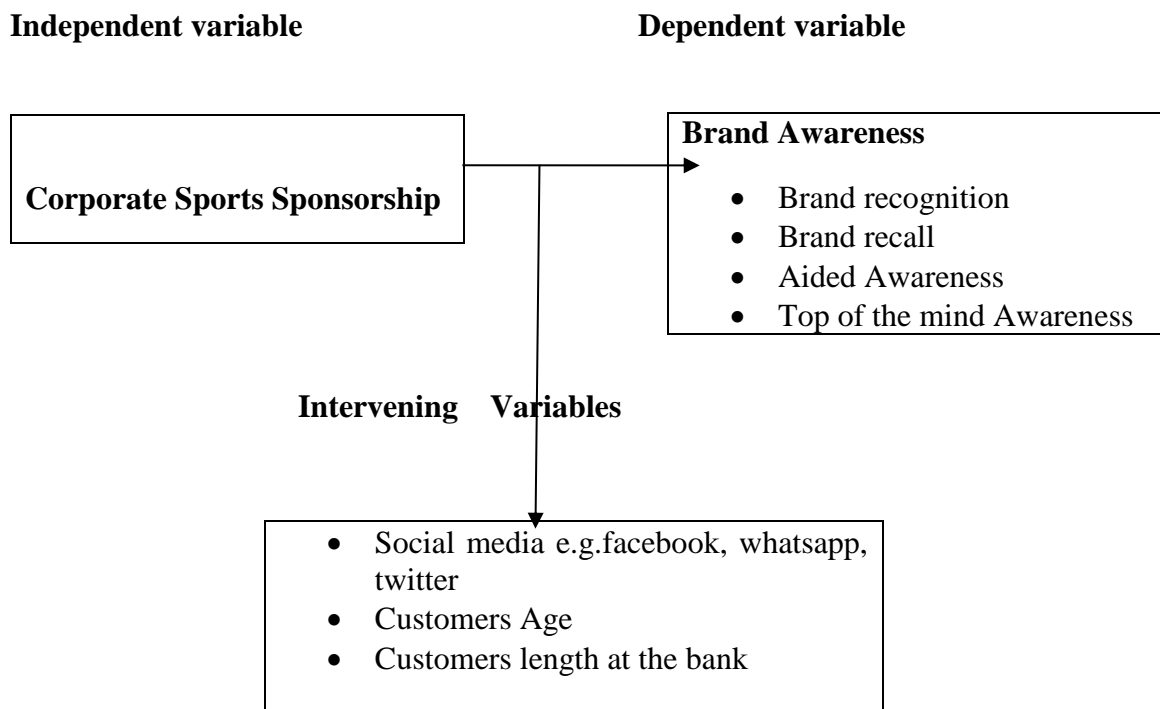 Independent variable
Dependent variable
Corporate Sports Sponsorship
Brand Awareness
• Brand recognition
• Brand recall
• Aided Awareness
• Top of the mind Awareness
Intervening Variables
• Social media e.g.facebook, whatsapp,
twitter
• Customers Age
• Customers length at the bank